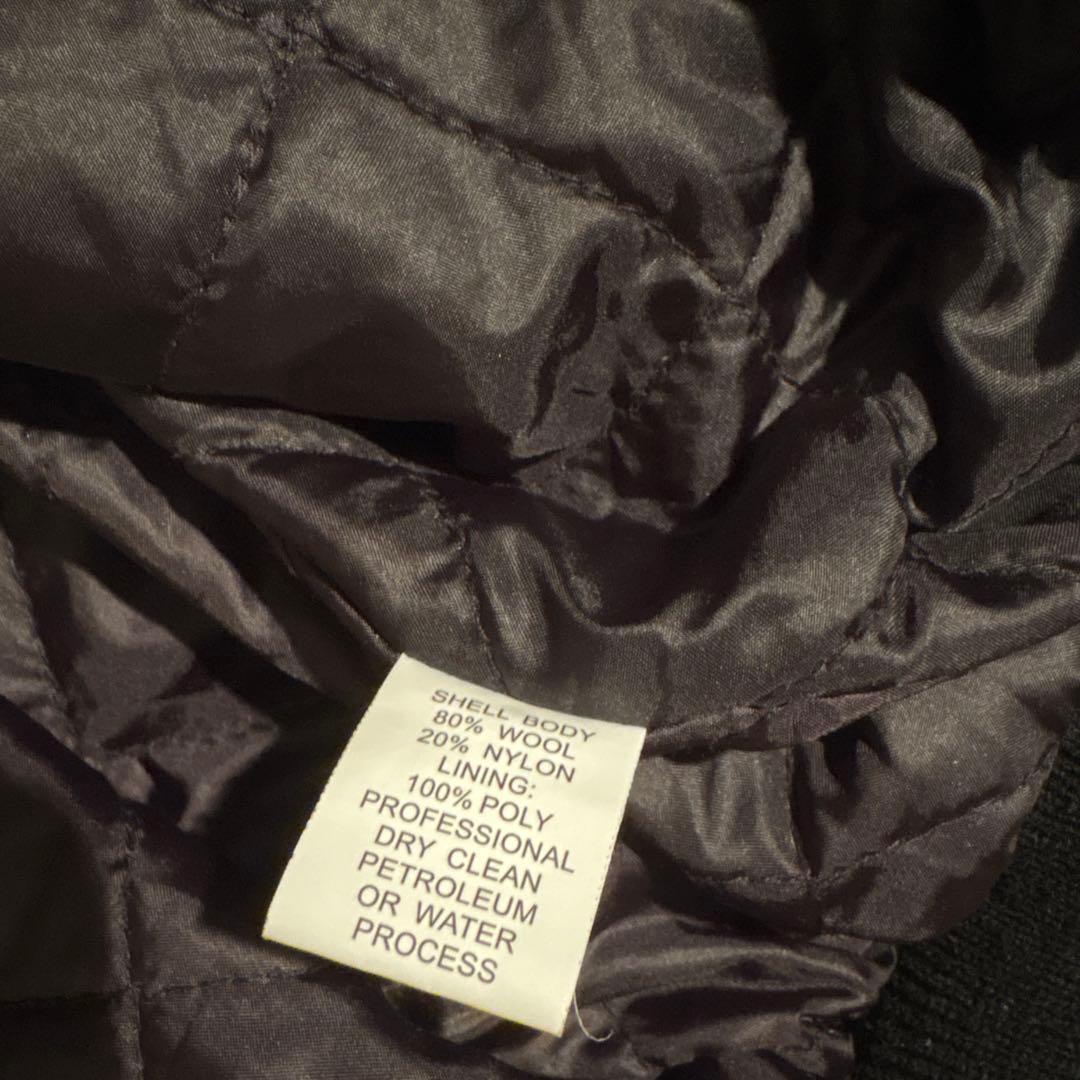 SHELL BODY
80% WOOL
20% NYLON
LINING:
100% POLY
PROFESSIONAL
DRY CLEAN
PETROLEUM
OR WATER
PROCESS